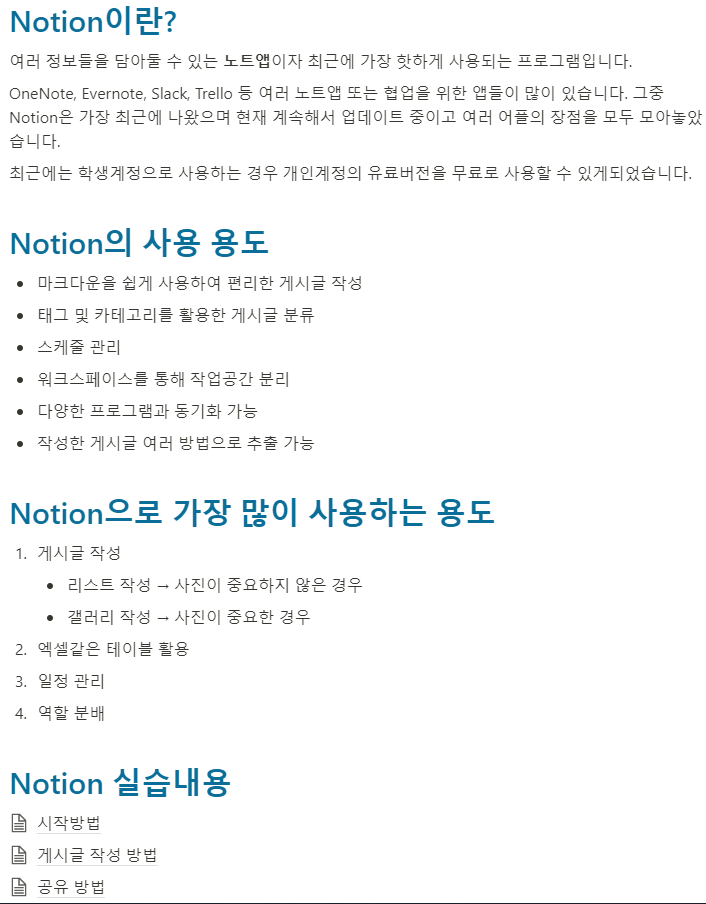 Notion이란?
여러 정보들을 담아둘 수 있는 노트앱이자 최근에 가장 핫하게 사용되는 프로그램입니다.
OneNote, Evernote, Slack, Trello 등 여러 노트앱 또는 협업을 위한 앱들이 많이 있습니다. 그중
Notion은 가장 최근에 나왔으며 현재 계속해서 업데이트 중이고 여러 어플의 장점을 모두 모아놓았
습니다.
최근에는 학생계정으로 사용하는 경우 개인계정의 유료버전을 무료로 사용할 수 있게되었습니다.
Notion의 사용 용도
• 마크다운을 쉽게 사용하여 편리한 게시글 작성
• 태그 및 카테고리를 활용한 게시글 분류
• 스케줄 관리
• 워크스페이스를 통해 작업공간 분리
• 다양한 프로그램과 동기화 가능
• 작성한 게시글 여러 방법으로 추출 가능
Notion으로 가장 많이 사용하는 용도
1. 게시글 작성
• 리스트 작성 → 사진이 중요하지 않은 경우
• 갤러리 작성 → 사진이 중요한 경우
2. 엑셀같은 테이블 활용
3. 일정 관리
4. 역할 분배
Notion 실습내용
시작방법
게시글 작성 방법
공유 방법